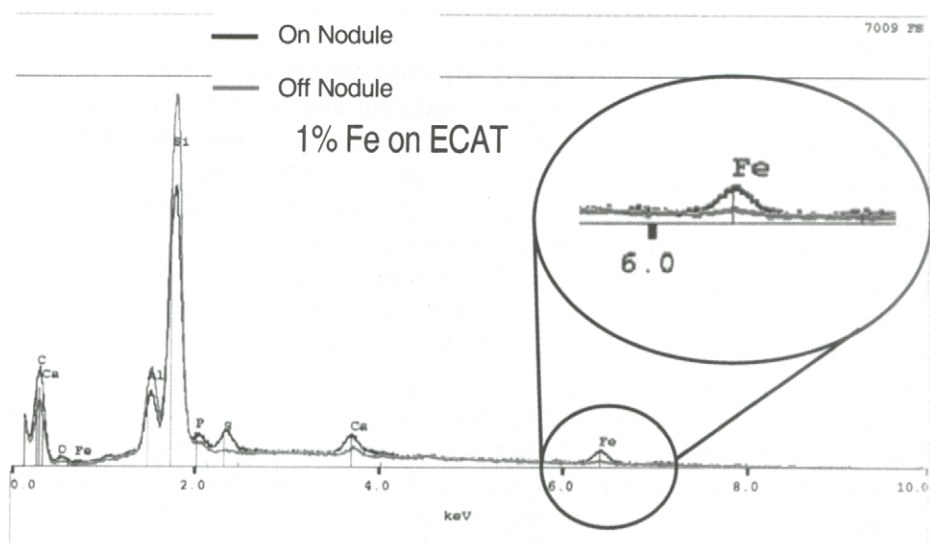 7009 FS
On Nodule
Off Nodule
1% Fe on ECAT
Si
Fe
6.0
C
Ca
Al
P
S
Ca
O Fe
Fe
0.0
2.0
4.0
6.0
8.0
10.0
keV